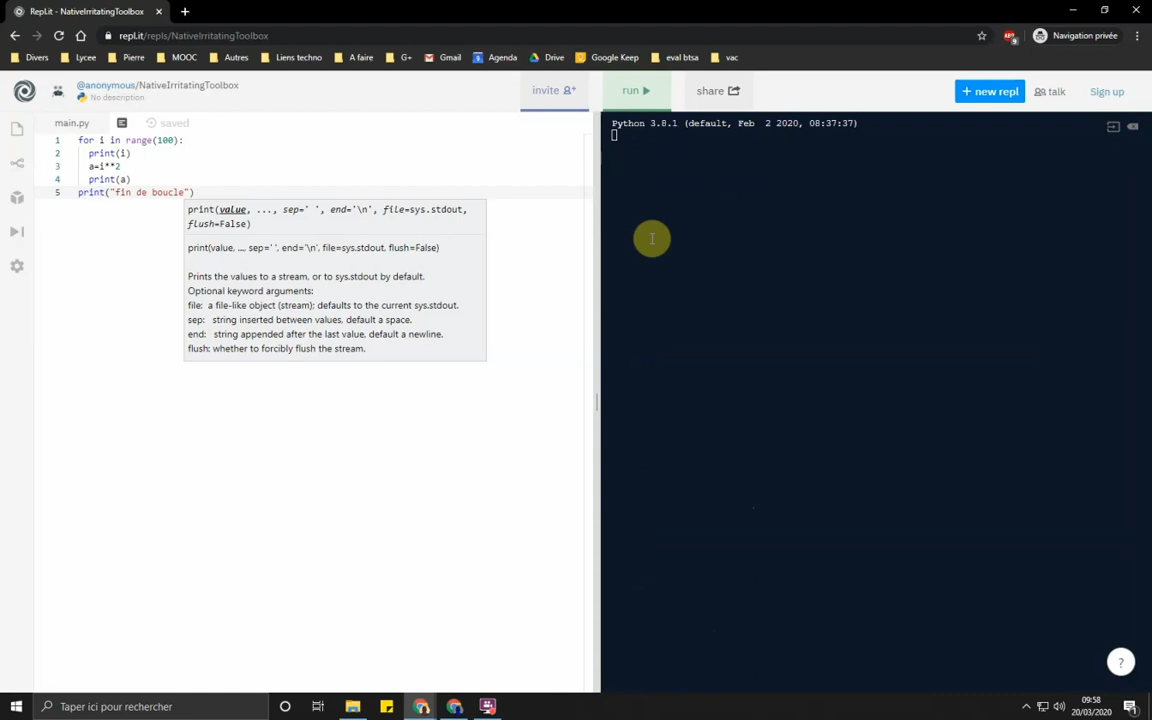 Repl.it - NativeIrritatingToolbox
repl.it/repls/NativeIrritatingToolbox
9
Navigation privée
Divers
Lycee
Pierre
MOOC
Autres
Liens techno
A faire
G+
Gmail
Agenda
Drive
Google Keep
eval btsa
vac
@anonymous/NativeIrritatingToolbox
No description
invite
run
share
+ new repl
talk
Sign up
main.py
saved
1 for i in range(100):
2 print(i)
3 a=i**2
4 print(a)
5 print("fin de boucle")
print(value, ..., sep=' ', end='\n', file=sys.stdout,
flush=False)
print(value, ..., sep=' ', end='\n', file=sys.stdout, flush=False)
Prints the values to a stream, or to sys.stdout by default.
Optional keyword arguments:
file: a file-like object (stream); defaults to the current sys.stdout.
sep: string inserted between values, default a space.
end: string appended after the last value, default a newline.
flush: whether to forcibly flush the stream.
Python 3.8.1 (default, Feb 2 2020, 08:37:37)
?
Taper ici pour rechercher
09:58
20/03/2020
1